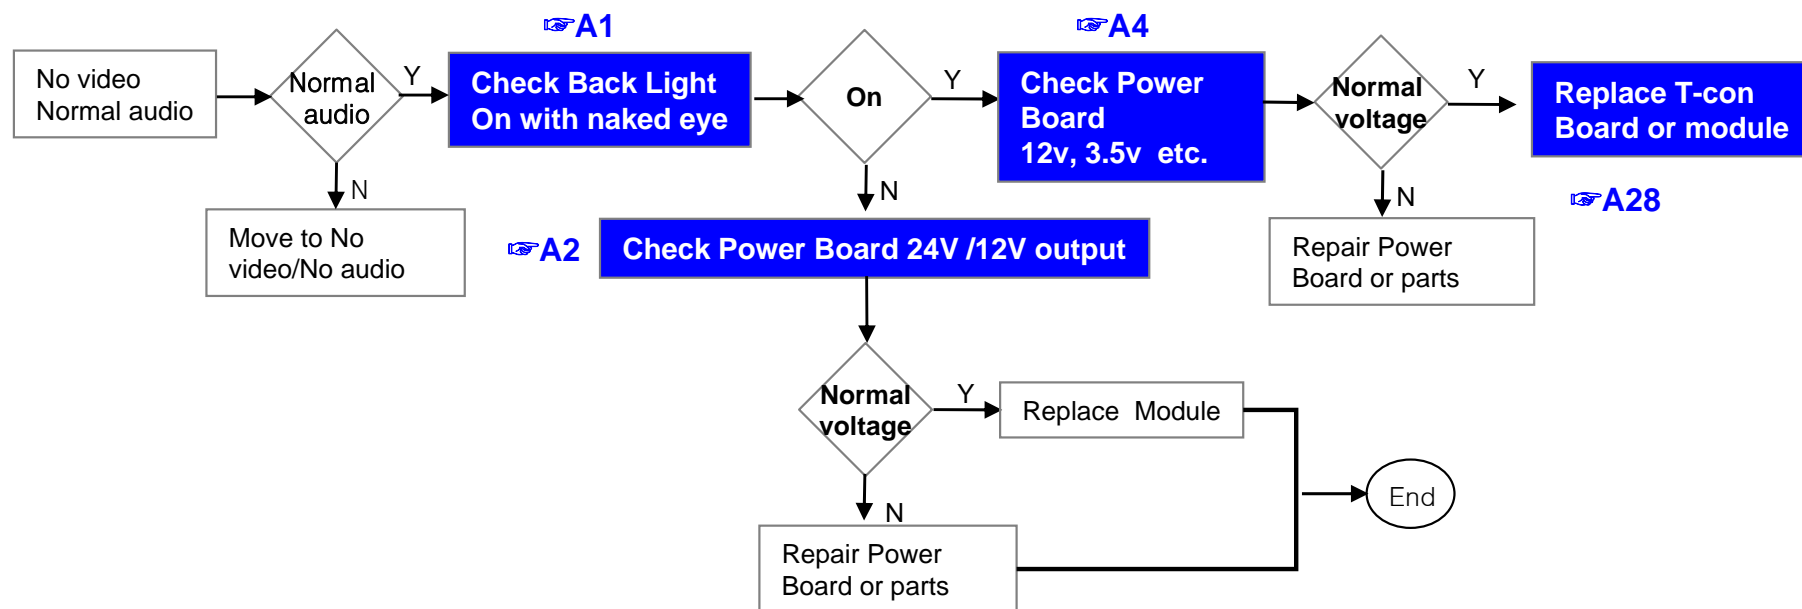 ☞A1
☞A4
No video
Normal audio
Normal
audio
Y
Check Back Light
On with naked eye
On
Y
Check Power
Board
12v, 3.5v etc.
Normal
voltage
Y
Replace T-con
Board or module
N
Move to No
video/No audio
N
☞A2
Check Power Board 24V /12V output
N
Repair Power
Board or parts
☞A28
Normal
voltage
Y
Replace Module
N
Repair Power
Board or parts
End